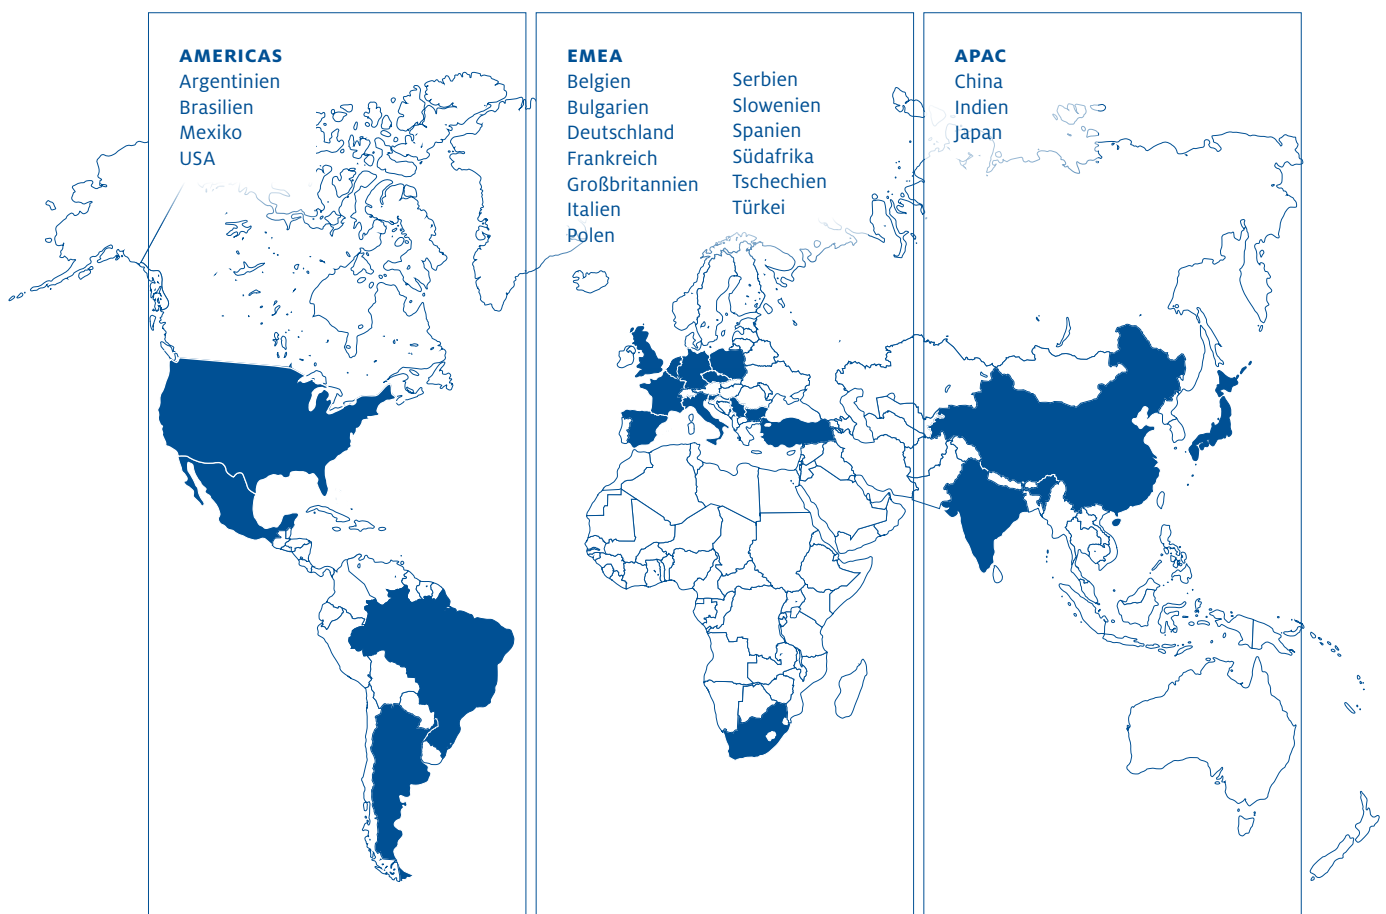 AMERICAS
Argentinien
Brasilien
Mexiko
USA
EMEA
Belgien
Bulgarien
Deutschland
Frankreich
Großbritannien
Italien
Polen
Serbien
Slowenien
Spanien
Südafrika
Tschechien
Türkei
APAC
China
Indien
Japan